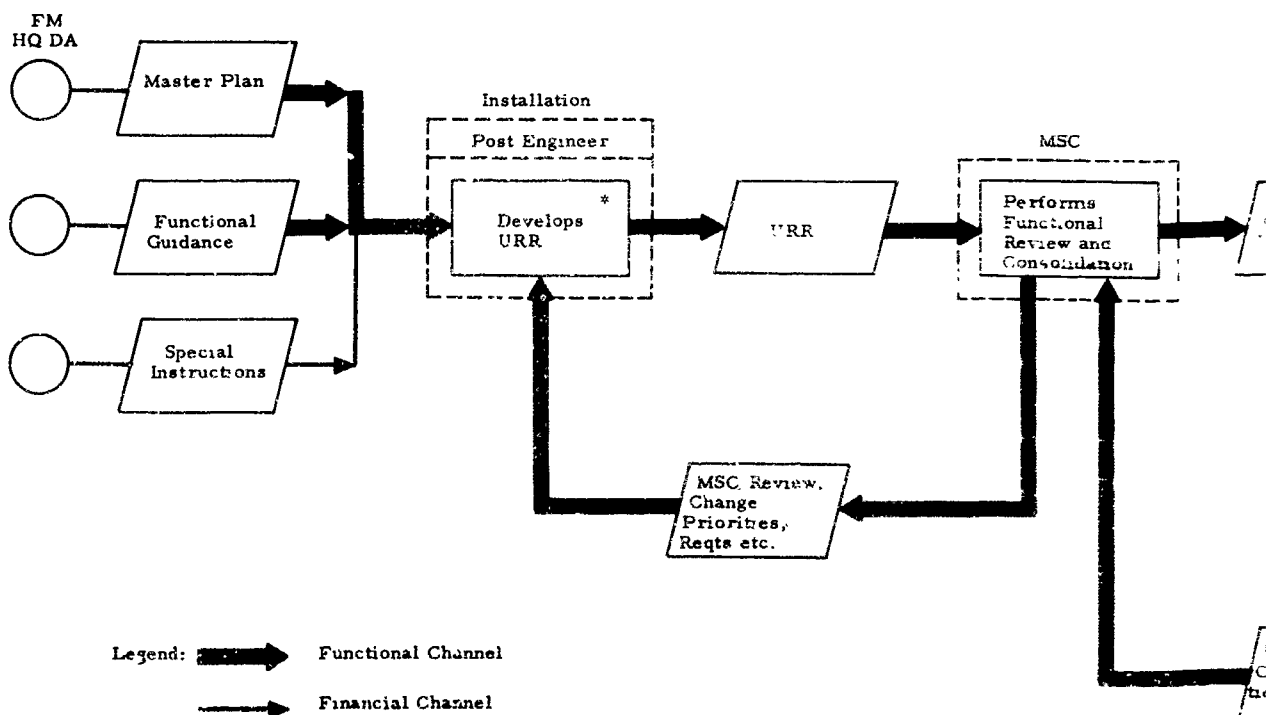 FM
HQ DA
Master Plan
Installation
Post Engineer
MSC
Functional
Guidance
*
Develops
URR
URR
Performs
Functional
Review and
Consolidation
Special
Instructions
MSC Review,
Change
Priorities,
Reqts etc.
Legend:
Functional Channel
Financial Channel